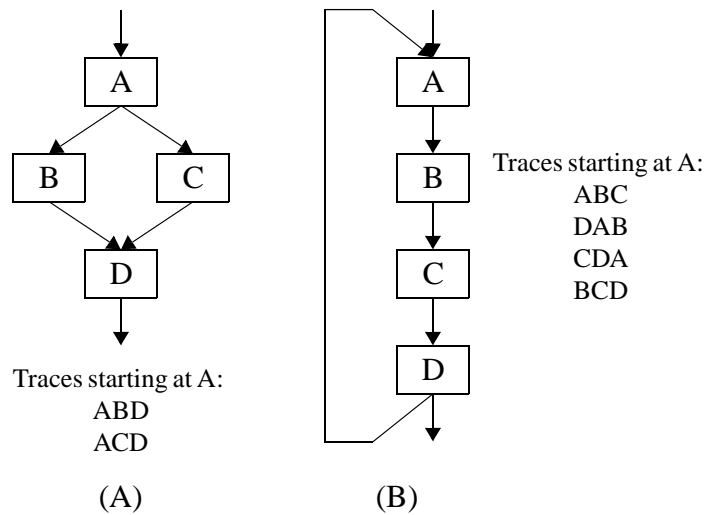 A
B C
D
Traces starting at A:
ABD
ACD
(A)
A
B
C
D
Traces starting at A:
ABC
DAB
CDA
BCD
(B)